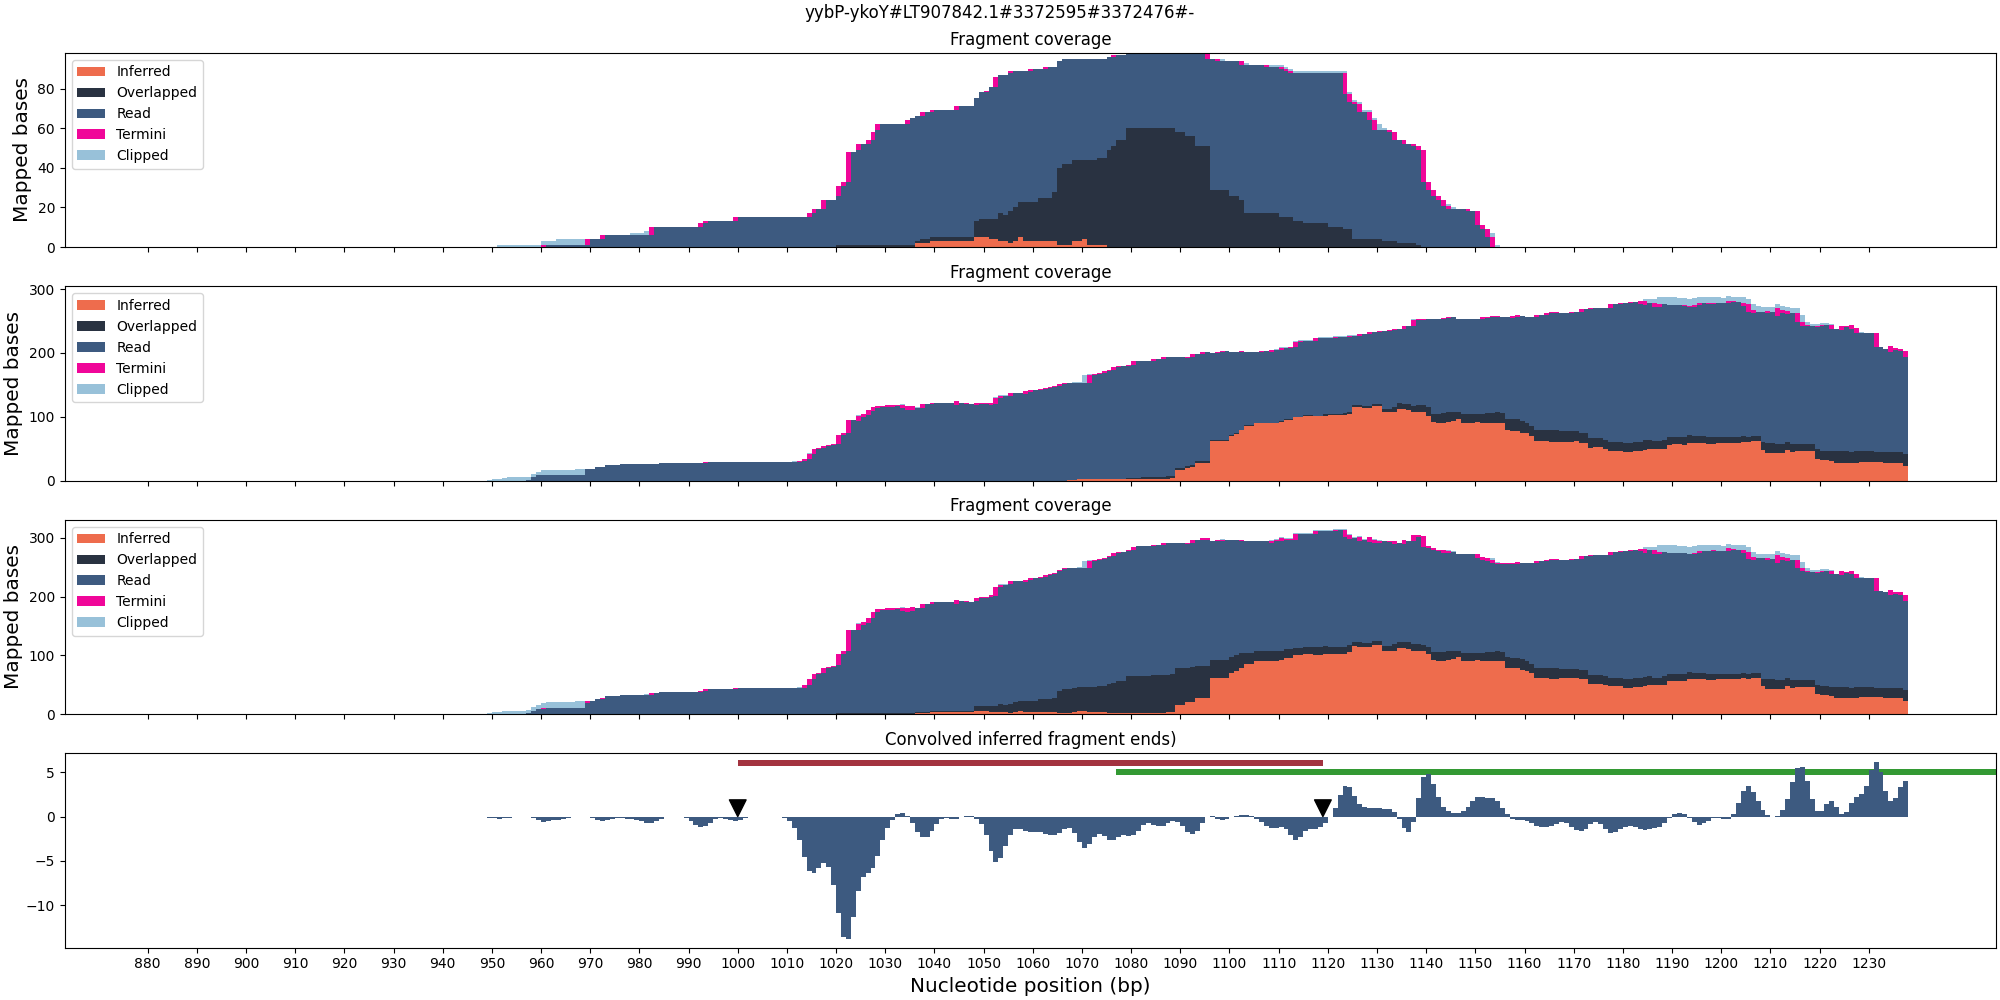 yybP-ykoY#LT907842.1#3372595#3372476#-
Fragment coverage
Mapped bases
80
60
40
20
0
Inferred
Overlapped
Read
Termini
Clipped
Fragment coverage
Mapped bases
300
200
100
0
Inferred
Overlapped
Read
Termini
Clipped
Fragment coverage
Mapped bases
300
200
100
0
Inferred
Overlapped
Read
Termini
Clipped
Convolved inferred fragment ends)
5
0
−5
−10
880 890 900 910 920 930 940 950 960 970 980 990 1000 1010 1020 1030 1040 1050 1060 1070 1080 1090 1100 1110 1120 1130 1140 1150 1160 1170 1180 1190 1200 1210 1220 1230
Nucleotide position (bp)